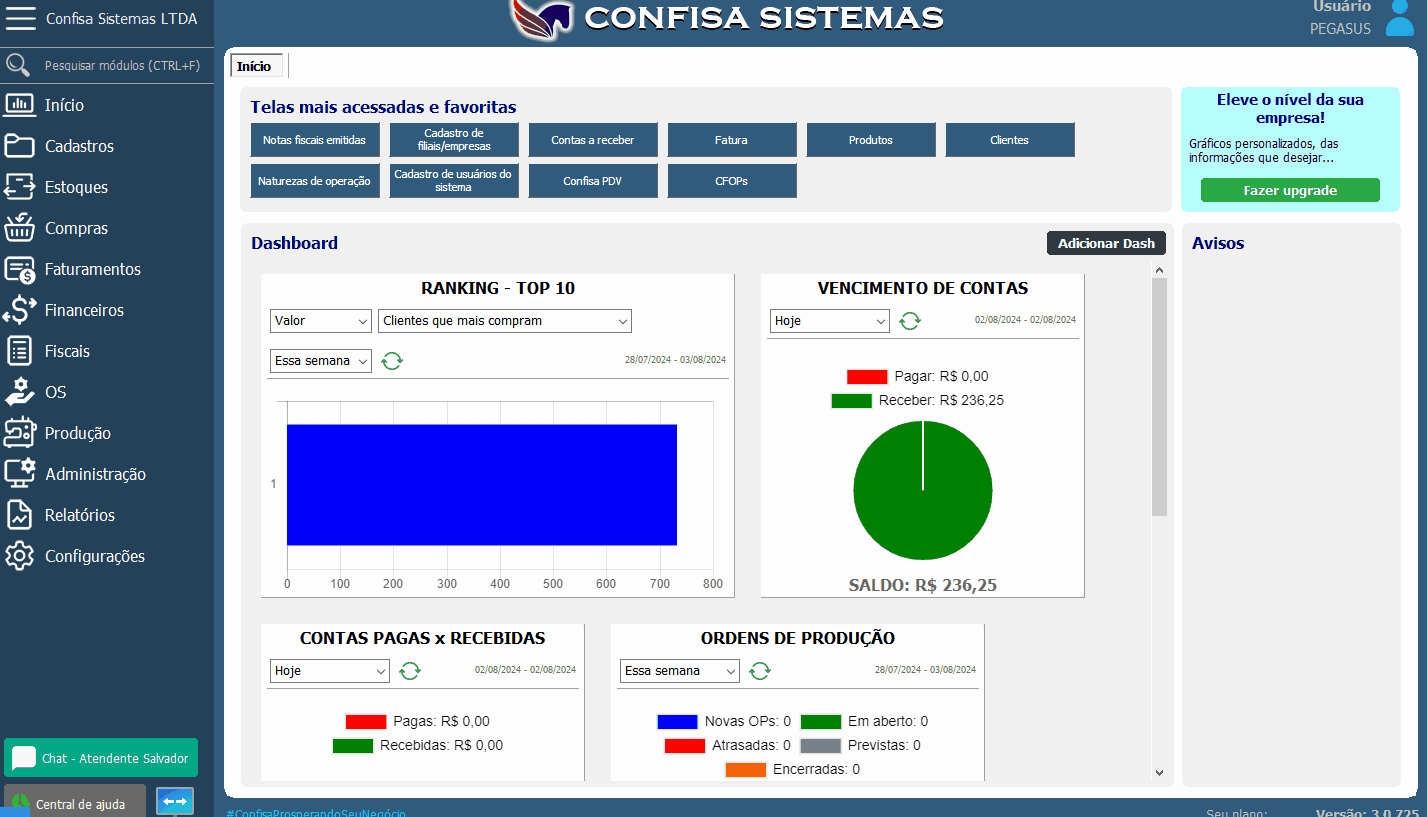 Confisa Sistemas LTDA
CONFISA SISTEMAS
Usuário
PEGASUS
Pesquisar módulos (CTRL+F)
Início
Cadastros
Estoques
Compras
Faturamentos
Financeiros
Fiscais
OS
Produção
Administração
Relatórios
Configurações
Chat - Atendente Salvador
Central de ajuda
Início
Telas mais acessadas e favoritas
Notas fiscais emitidas
Cadastro de
filiais/empresas
Contas a receber
Fatura
Produtos
Clientes
Naturezas de operação
Cadastro de usuários do
sistema
Confisa PDV
CFOPs
Eleve o nível da sua
empresa!
Gráficos personalizados, das
informações que desejar...
Fazer upgrade
Dashboard
Adicionar Dash
Avisos
RANKING - TOP 10
Valor
Clientes que mais compram
Essa semana
28/07/2024 - 03/08/2024
1
0 100 200 300 400 500 600 700 800
VENCIMENTO DE CONTAS
Hoje
02/08/2024 - 02/08/2024
Pagar: R$ 0,00
Receber: R$ 236,25
SALDO: R$ 236,25
CONTAS PAGAS x RECEBIDAS
Hoje
02/08/2024 - 02/08/2024
Pagas: R$ 0,00
Recebidas: R$ 0,00
ORDENS DE PRODUÇÃO
Essa semana
28/07/2024 - 03/08/2024
Novas OPs: 0 Em aberto: 0
Atrasadas: 0 Previstas: 0
Encerradas: 0
#ConfisaProsperandoSeuNegócio
Seu plano:
Versão: 3.0.725